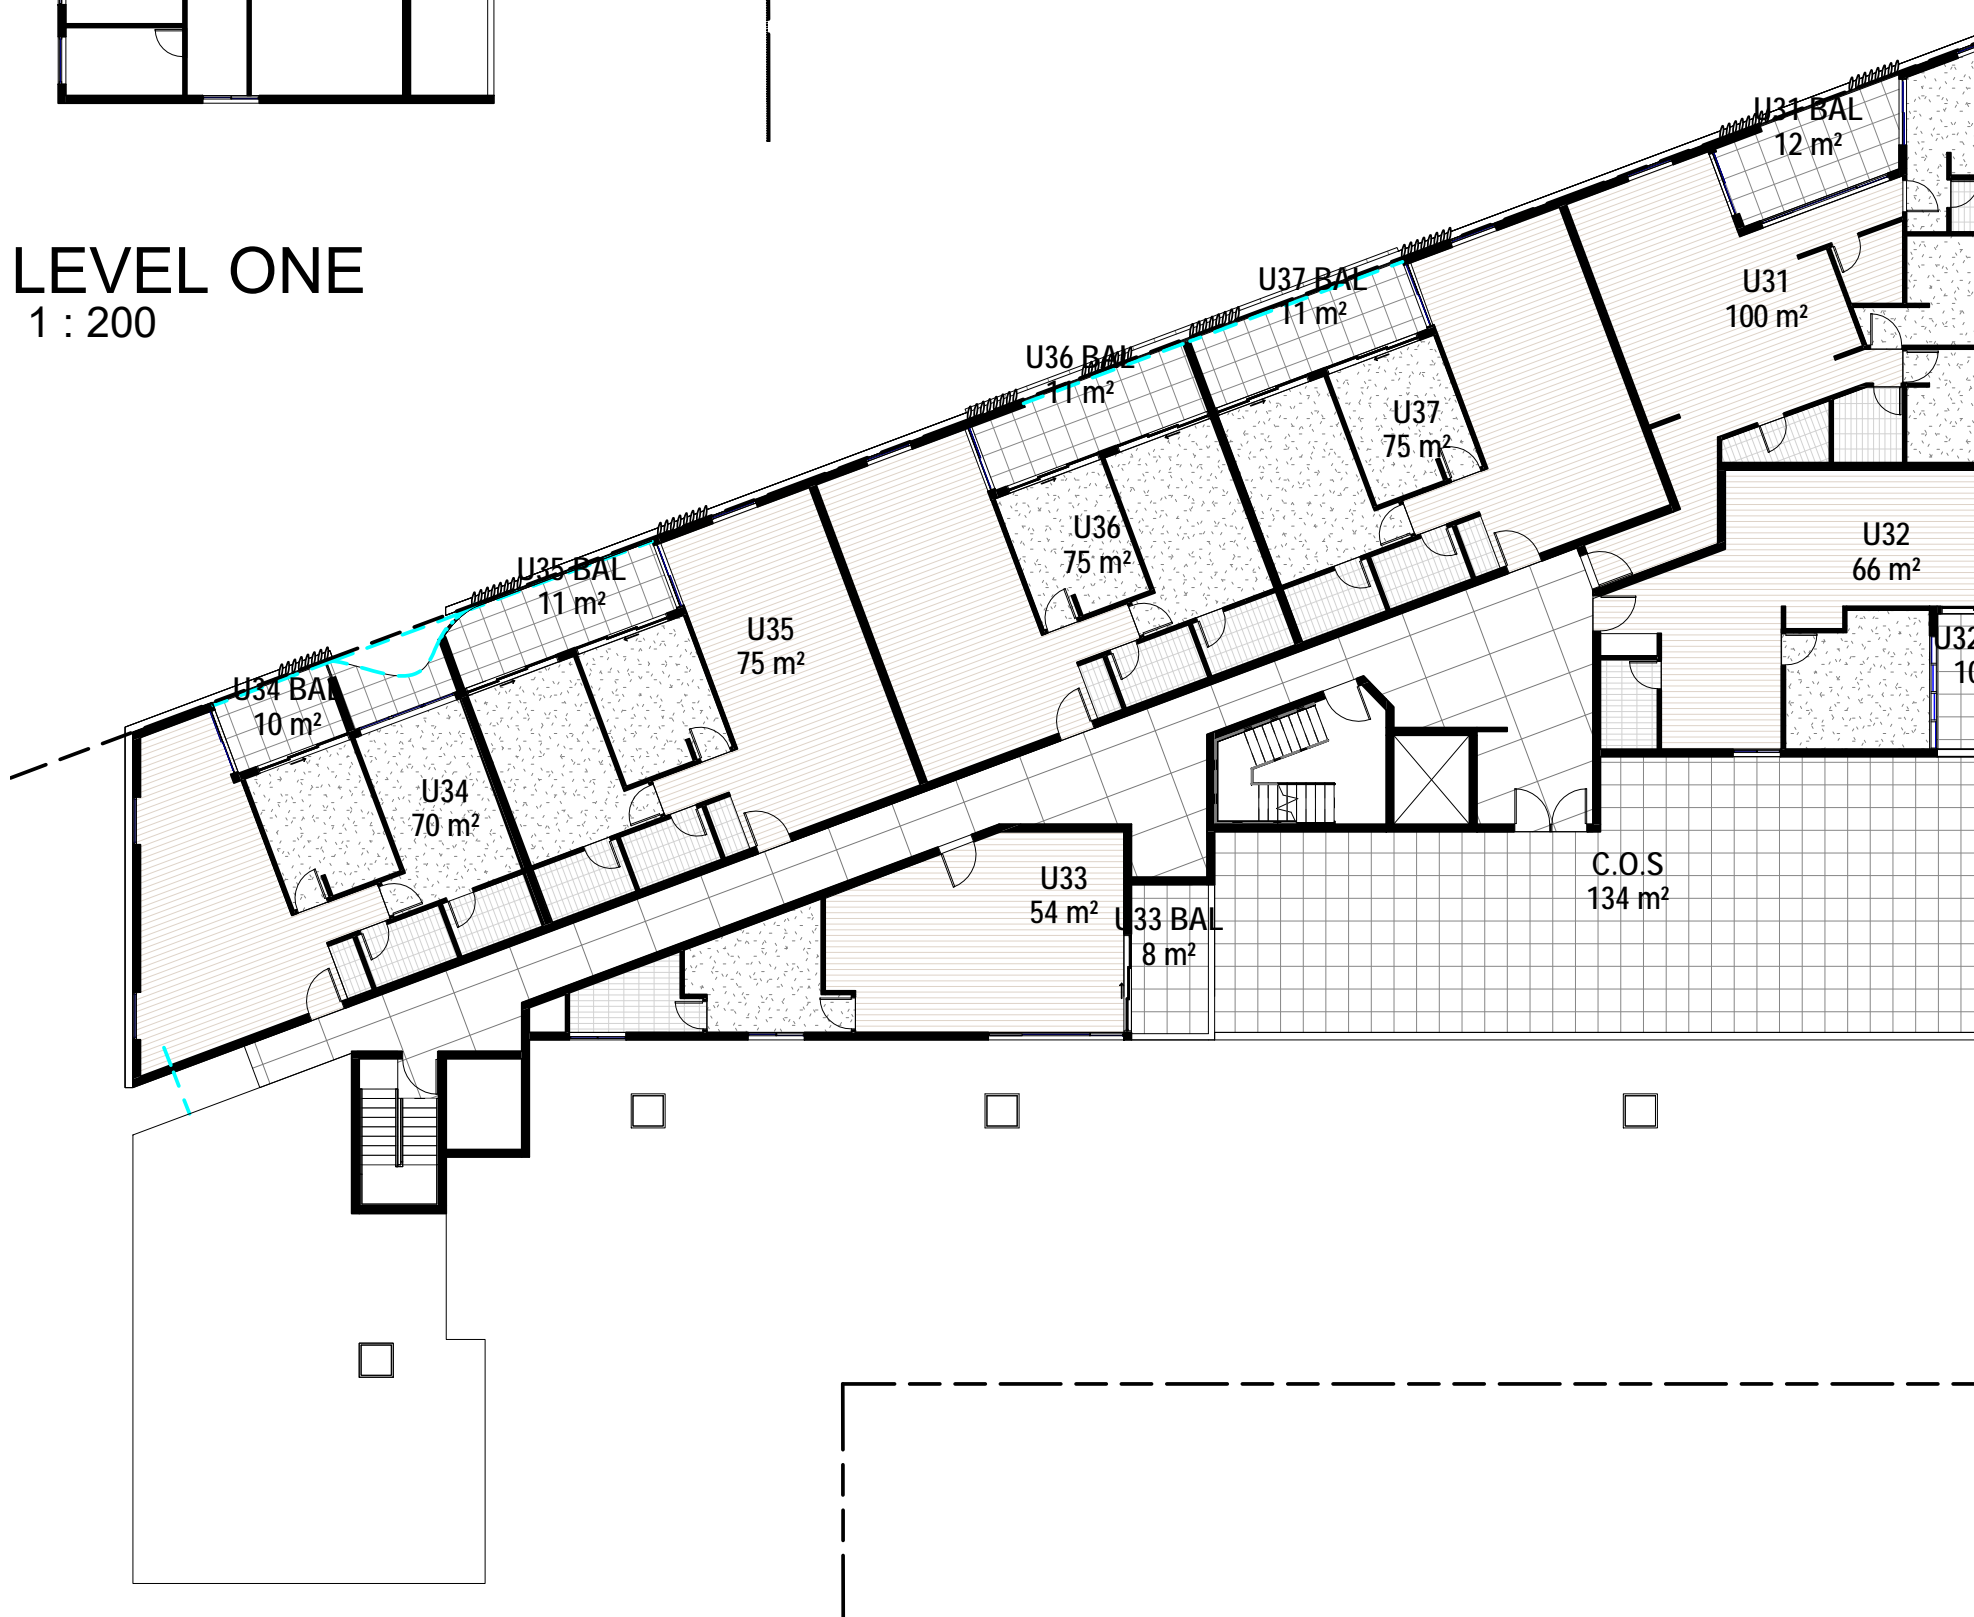 LEVEL ONE
1 : 200
U31 BAL
12 m²
U31
100 m²
U37 BAL
11 m²
U36 BAL
11 m²
U37
75 m²
U36
75 m²
U32
66 m²
U35 BAL
11 m²
U35
75 m²
U32
10
U34 BAL
10 m²
U34
70 m²
U33
54 m²
U33 BAL
8 m²
C.O.S
134 m²